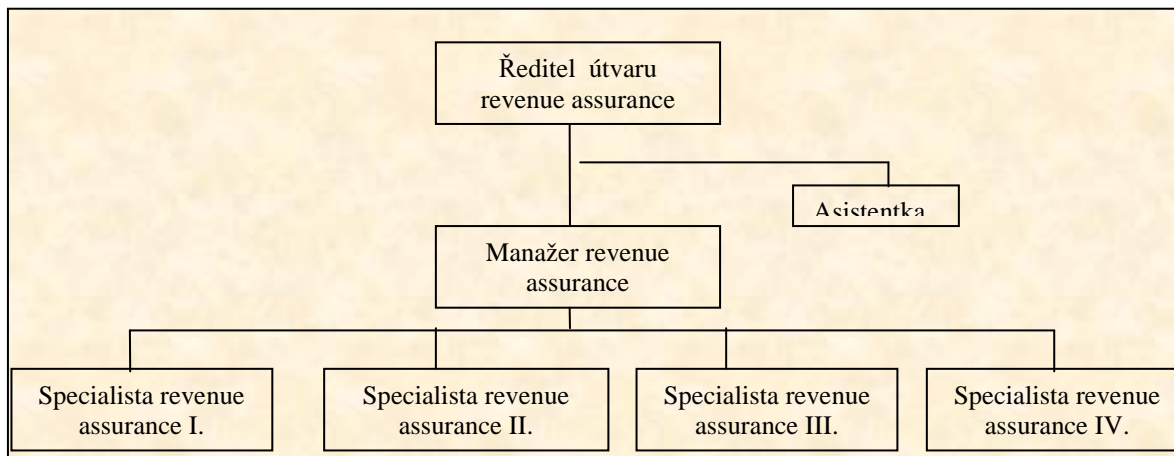 Ředitel útvaru
revenue assurance
Asistentka
Manažer revenue
assurance
Specialista revenue
assurance I.
Specialista revenue
assurance II.
Specialista revenue
assurance III.
Specialista revenue
assurance IV.